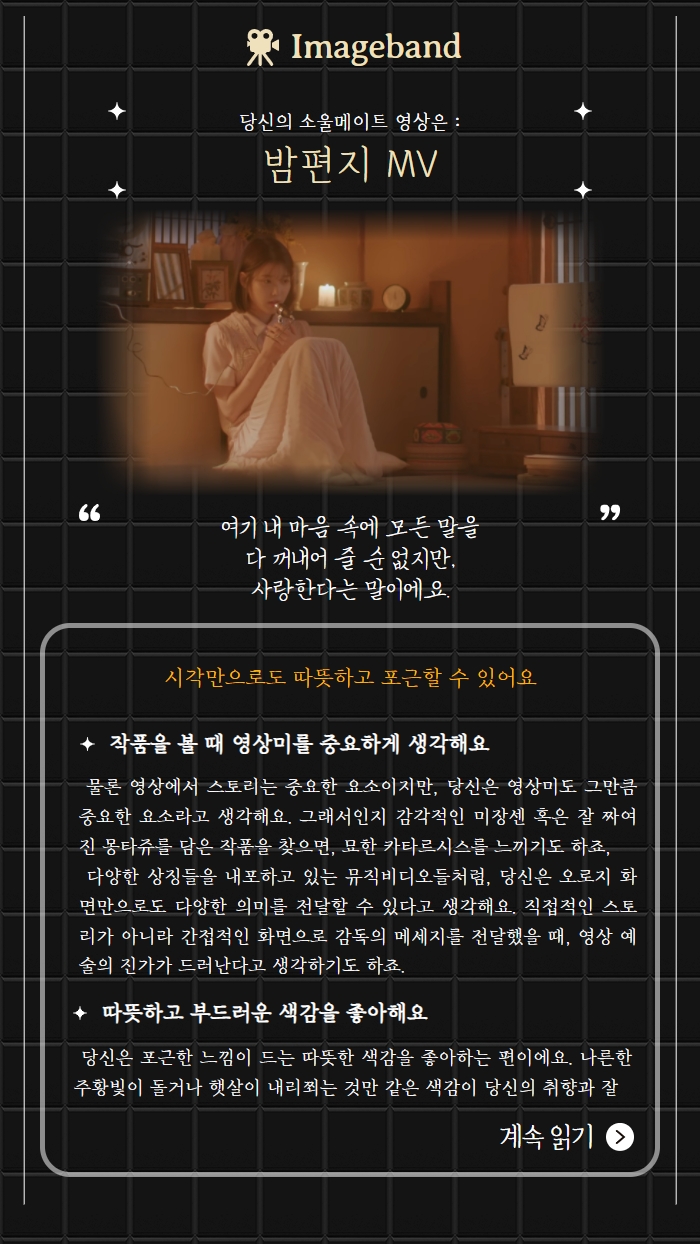 Imageband
당신의 소울메이트 영상은 :
밤편지 MV
“ ”
여기 내 마음 속에 모든 말을
다 꺼내어 줄 순 없지만,
사랑한다는 말이에요.
시각만으로도 따뜻하고 포근할 수 있어요
작품을 볼 때 영상미를 중요하게 생각해요
물론 영상에서 스토리는 중요한 요소이지만, 당신은 영상미도 그만큼
중요한 요소라고 생각해요. 그래서인지 감각적인 미장센 혹은 잘 짜여
진 몽타쥬를 담은 작품을 찾으면, 묘한 카타르시스를 느끼기도 하죠,
다양한 상징들을 내포하고 있는 뮤직비디오들처럼, 당신은 오로지 화
면만으로도 다양한 의미를 전달할 수 있다고 생각해요. 직접적인 스토
리가 아니라 간접적인 화면으로 감독의 메세지를 전달했을 때, 영상 예
술의 진가가 드러난다고 생각하기도 하죠.
따뜻하고 부드러운 색감을 좋아해요
당신은 포근한 느낌이 드는 따뜻한 색감을 좋아하는 편이에요. 나른한
주황빛이 돌거나 햇살이 내리쬐는 것만 같은 색감이 당신의 취향과 잘
계속 읽기